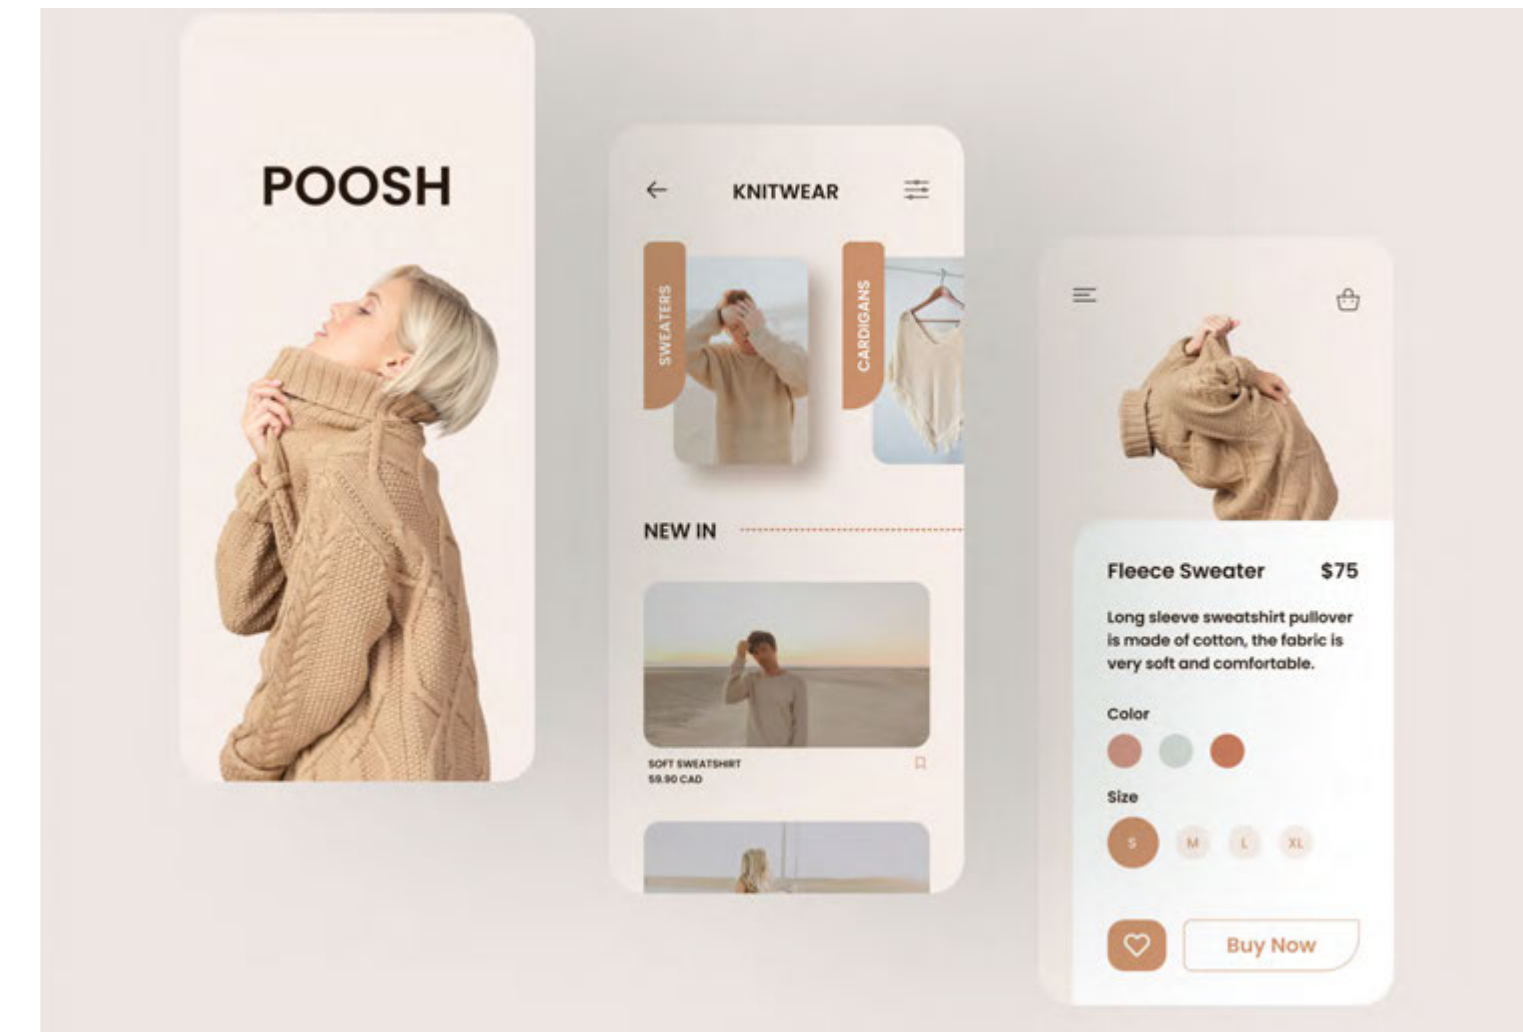 POOSH
KNITWEAR
SWEATERS
CARDIGANS
NEW IN
SOFT SWEATSHIRT
59.90 CAD
Fleece Sweater $75
Long sleeve sweatshirt pullover
is made of cotton, the fabric is
very soft and comfortable.
Color
Size
S M L XL
Buy Now